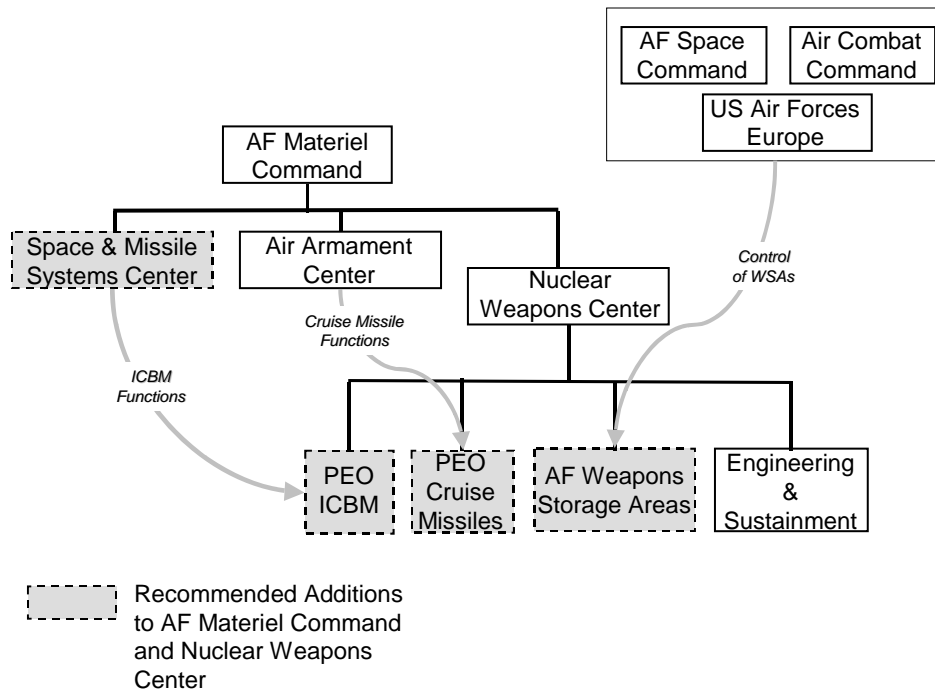 AF Space
Command
Air Combat
Command
US Air Forces
Europe
AF Materiel
Command
Space & Missile
Systems Center
Air Armament
Center
Nuclear
Weapons Center
Control
of WSAs
Cruise Missile
Functions
ICBM
Functions
PEO
ICBM
PEO
Cruise
Missiles
AF Weapons
Storage Areas
Engineering
&
Sustainment
Recommended Additions
to AF Materiel Command
and Nuclear Weapons
Center